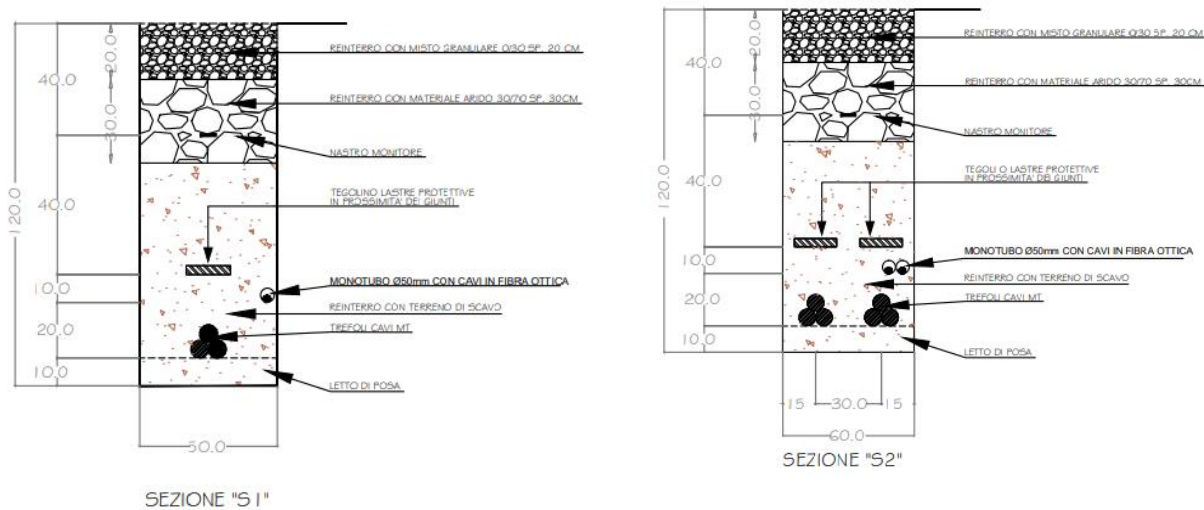 REINTERRO CON MISTO GRANULARE 0/30 SP. 20 CM
REINTERRO CON MATERIALE ARIDO 30/70 SP. 30CM
NASTRO MONITORE
TEGOLINO LASTRE PROTETTIVE
IN PROSSIMITA' DEI GIUNTI
MONOTUBO Ø50mm CON CAVI IN FIBRA OTTICA
REINTERRO CON TERRENO DI SCAVO
TREFOLI CAVI MT
LETTO DI POSA
120.0
40.0
40.0
10.0
20.0
10.0
20.0
30.0
50.0
SEZIONE "S1"
REINTERRO CON MISTO GRANULARE 0/30 SP. 20 CM
REINTERRO CON MATERIALE ARIDO 30/70 SP. 30CM
NASTRO MONITORE
TEGOLI O LASTRE PROTETTIVE
IN PROSSIMITA' DEI GIUNTI
MONOTUBO Ø50mm CON CAVI IN FIBRA OTTICA
REINTERRO CON TERRENO DI SCAVO
TREFOLI CAVI MT
LETTO DI POSA
120.0
40.0
40.0
10.0
20.0
10.0
20.0
30.0
15
30.0
15
60.0
SEZIONE "S2"